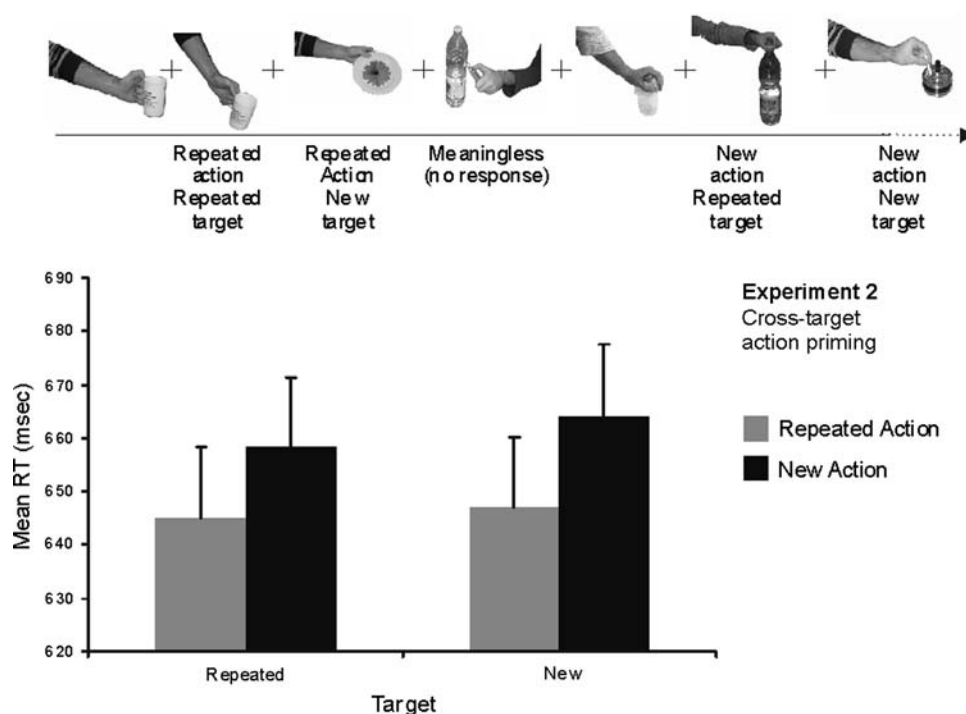 + + + + + +
Repeated action Repeated target
Repeated Action New target
Meaningless (no response)
New action Repeated target
New action New target
690
680
670
660
650
640
630
620
Mean RT (msec)
Repeated
New
Target
Experiment 2
Cross-target
action priming
Repeated Action
New Action